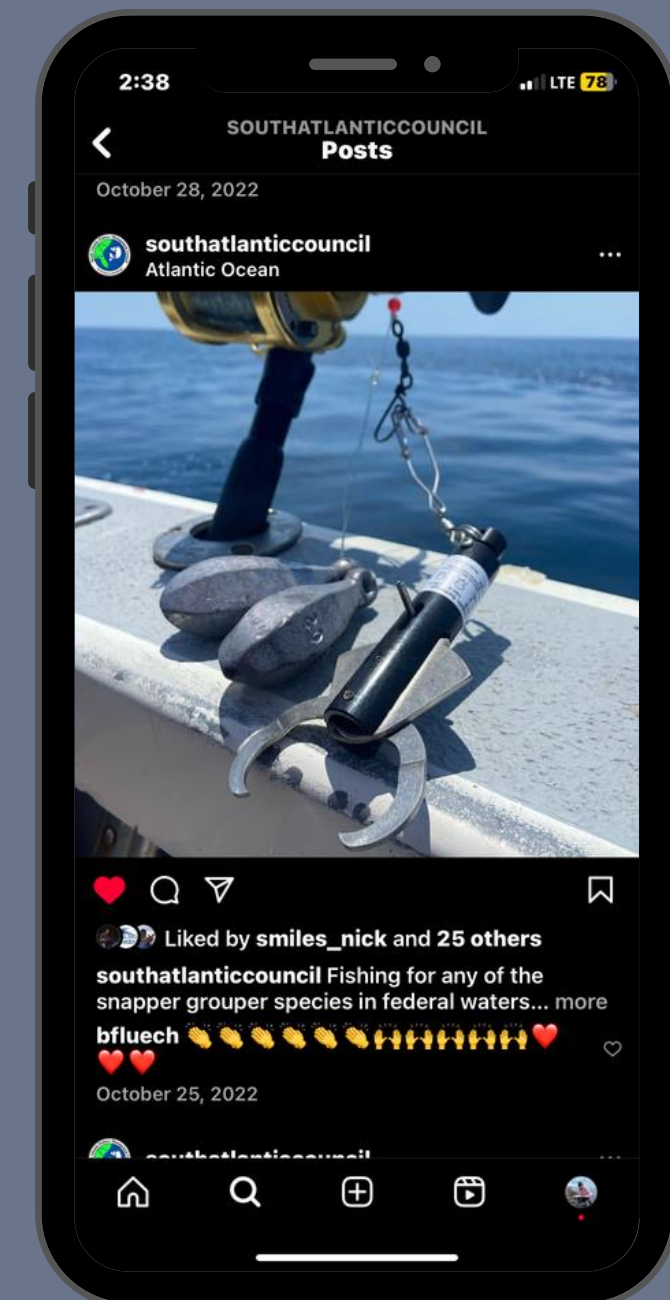 2:38
LTE 78
SOUTHATLANTICCOUNCIL
Posts
October 28, 2022
southatlanticcouncil
Atlantic Ocean
Liked by smiles_nick and 25 others
southatlanticcouncil Fishing for any of the
snapper grouper species in federal waters... more
bfluech 👏👏👏👏👏👏🙌🙌🙌🙌🙌❤️
❤️❤️
October 25, 2022
southatlanticcouncil